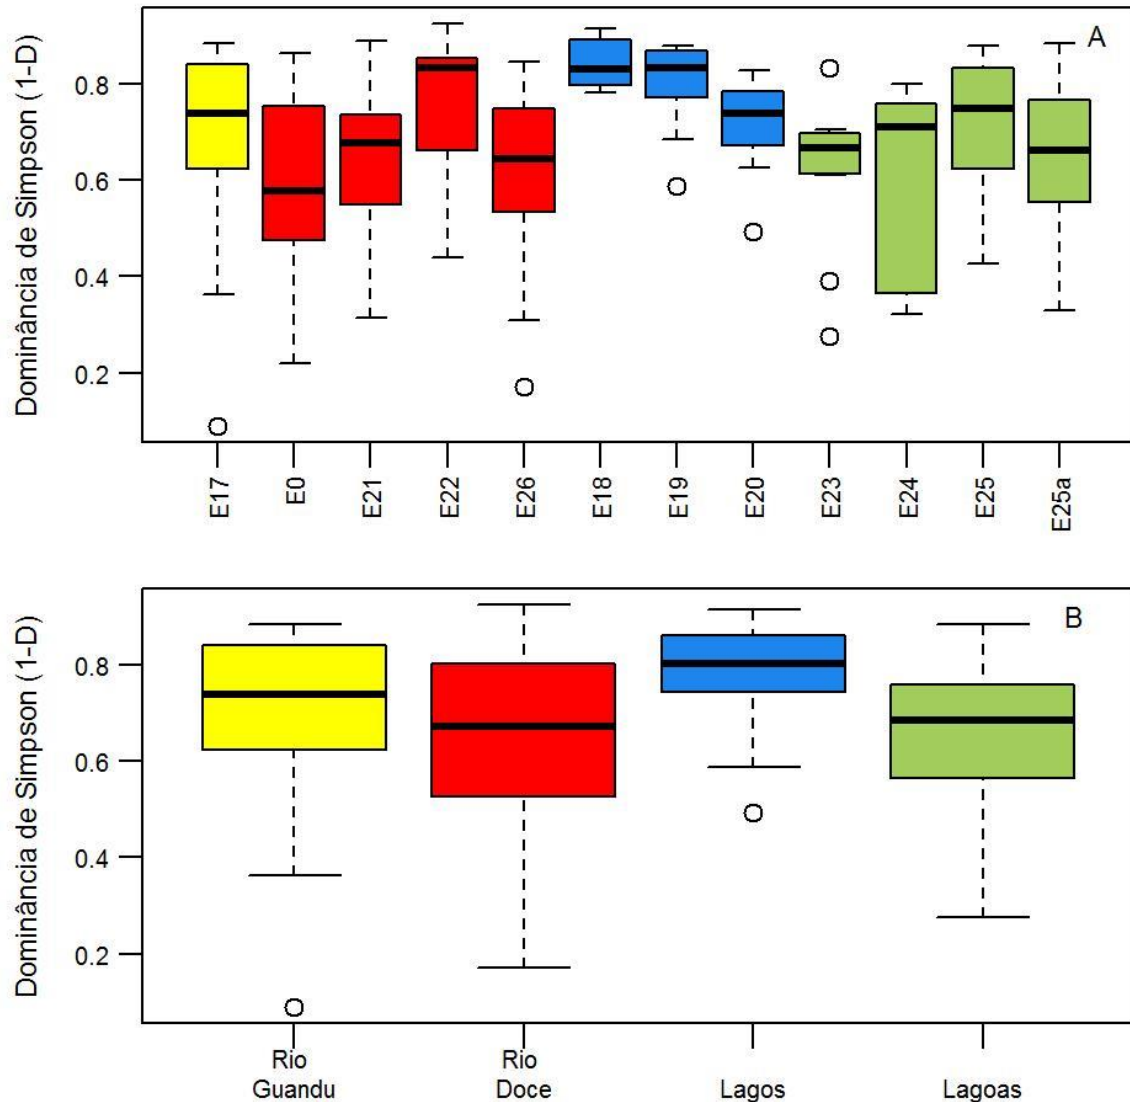 A
Dominância de Simpson (1-D)
0.8
0.6
0.4
0.2
E17 E0 E21 E22 E26 E18 E19 E20 E23 E24 E25 E25a
B
Dominância de Simpson (1-D)
0.8
0.6
0.4
0.2
Rio Rio
Guandu Doce Lagos Lagoas